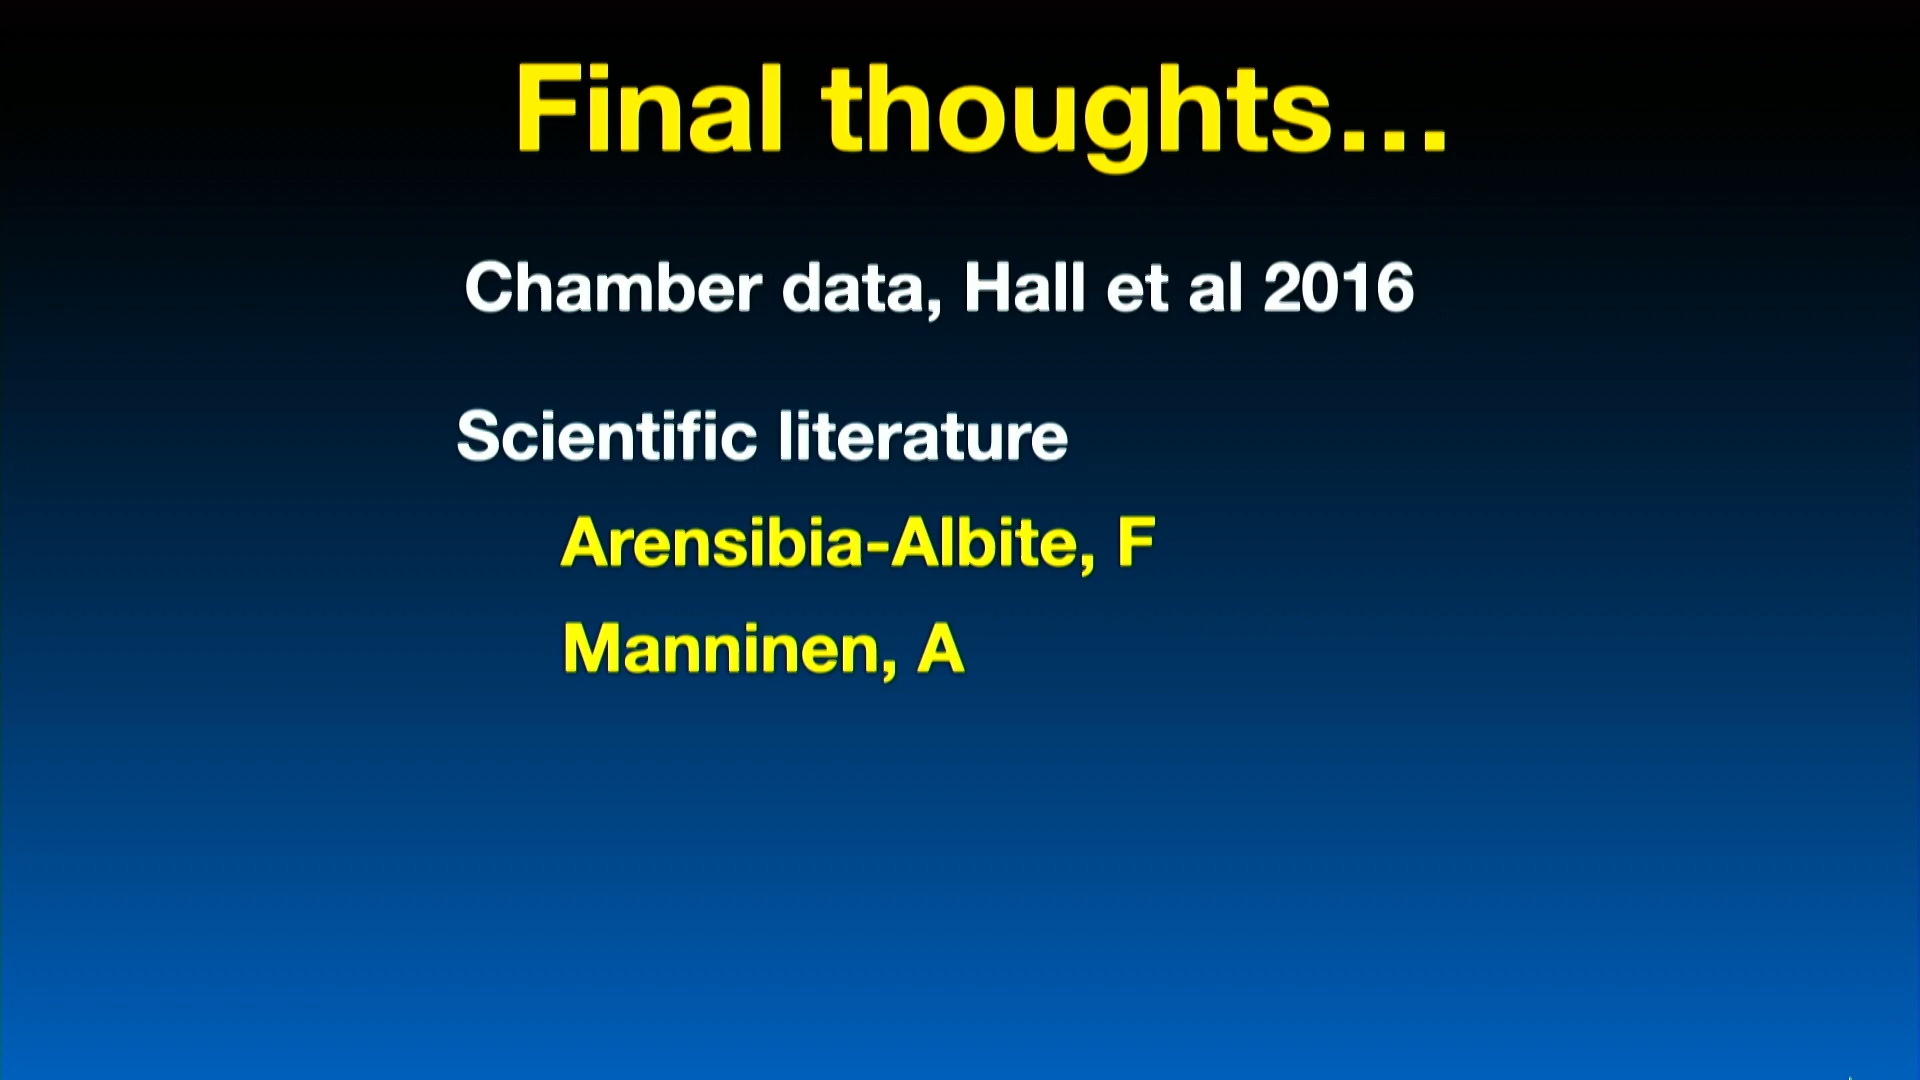 Final thoughts...
Chamber data, Hall et al 2016
Scientific literature
Arensibia-Albite, F
Manninen, A